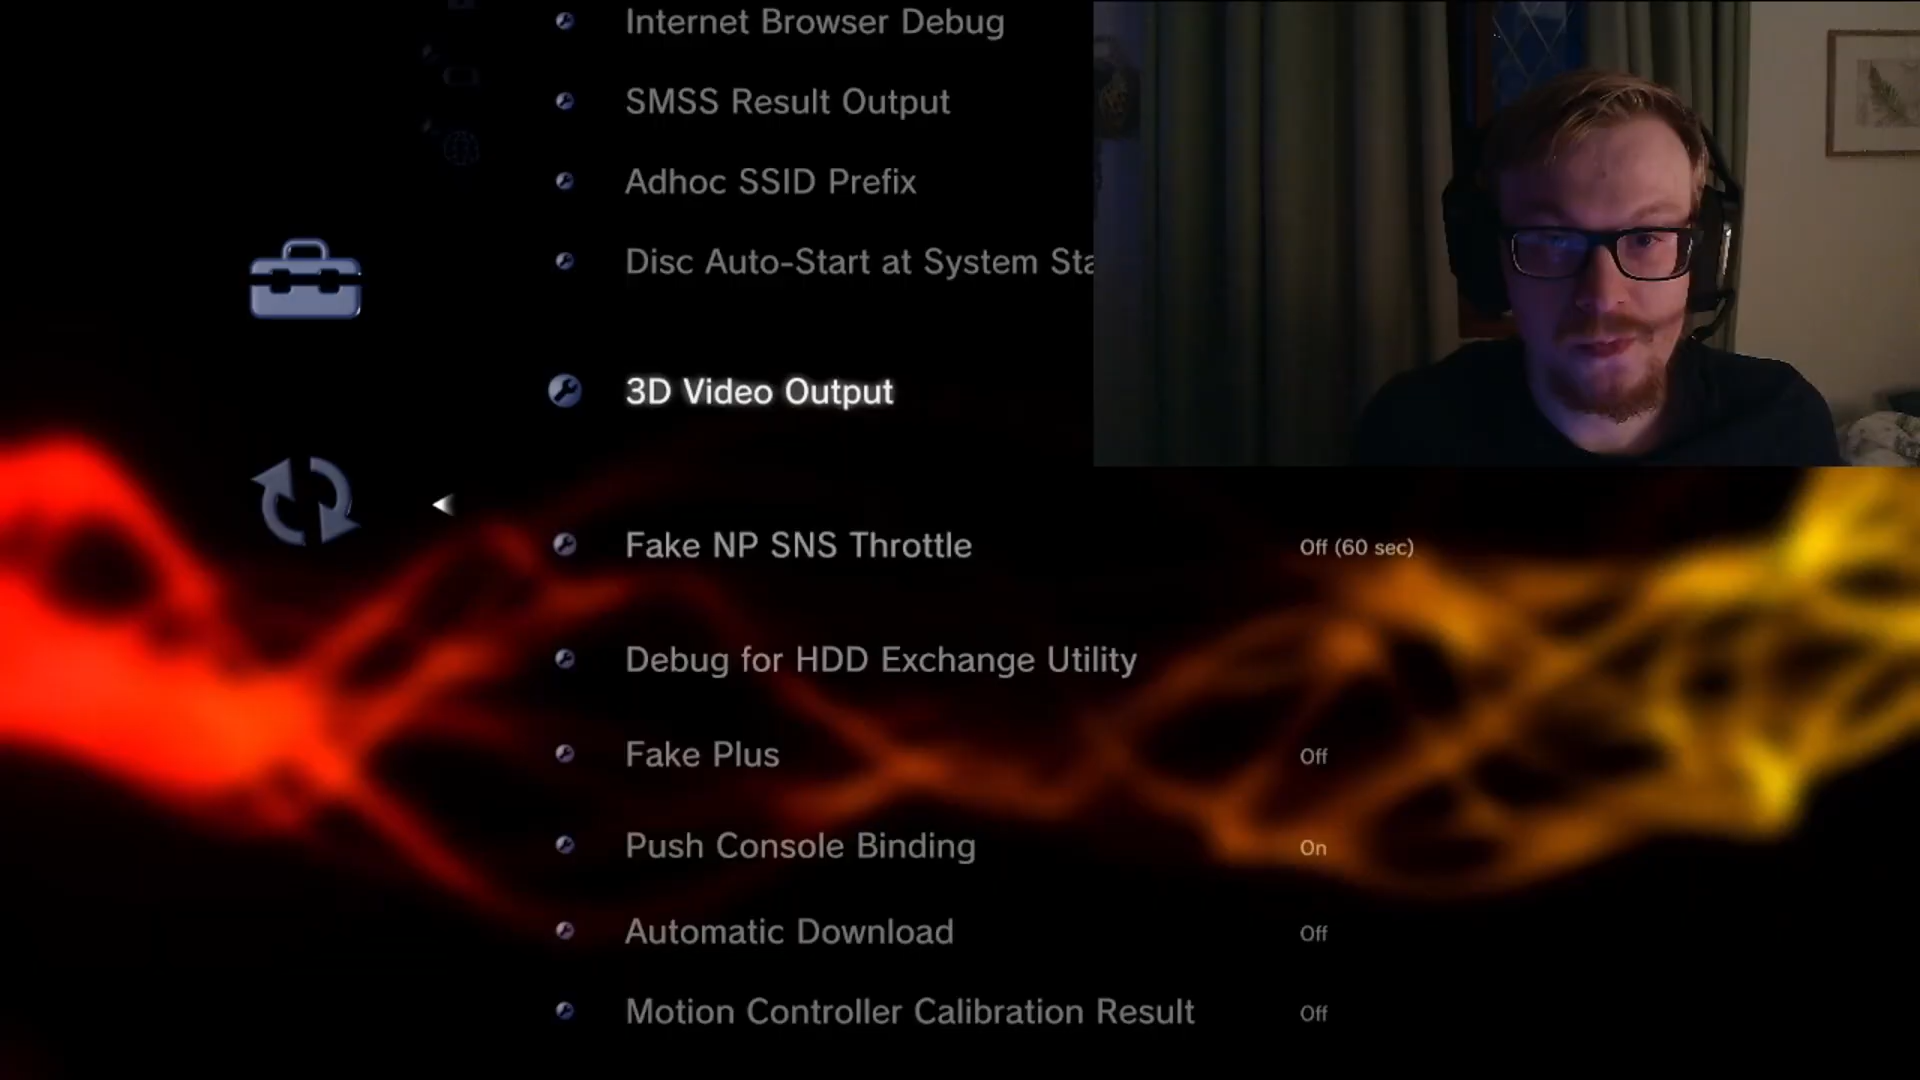 Internet Browser Debug
SMSS Result Output
Adhoc SSID Prefix
Disc Auto-Start at System Sta
3D Video Output
Fake NP SNS Throttle Off (60 sec)
Debug for HDD Exchange Utility
Fake Plus Off
Push Console Binding On
Automatic Download Off
Motion Controller Calibration Result Off